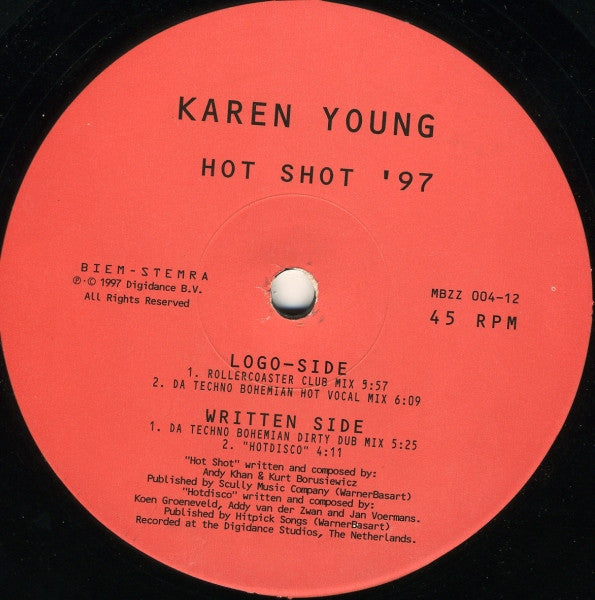 KAREN YOUNG
HOT SHOT '97
BIEM-STEMRA
℗·© 1997 Digidance B.V.
All Rights Reserved
MBZZ 004-12
45 RPM
LOGO-SIDE
1. ROLLERCOASTER CLUB MIX 5:57
2. DA TECHNO BOHEMIAN HOT VOCAL MIX 6:09
WRITTEN SIDE
1. DA TECHNO BOHEMIAN DIRTY DUB MIX 5:25
2. "HOTDISCO" 4:11
"Hot Shot" written and composed by:
Andy Khan & Kurt Borusiewicz
Published by Scully Music Company (WarnerBasart)
"Hotdisco" written and composed by:
Koen Groeneveld, Addy van der Zwan and Jan Voermans.
Published by Hitpick Songs (WarnerBasart)
Recorded at the Digidance Studios, The Netherlands.